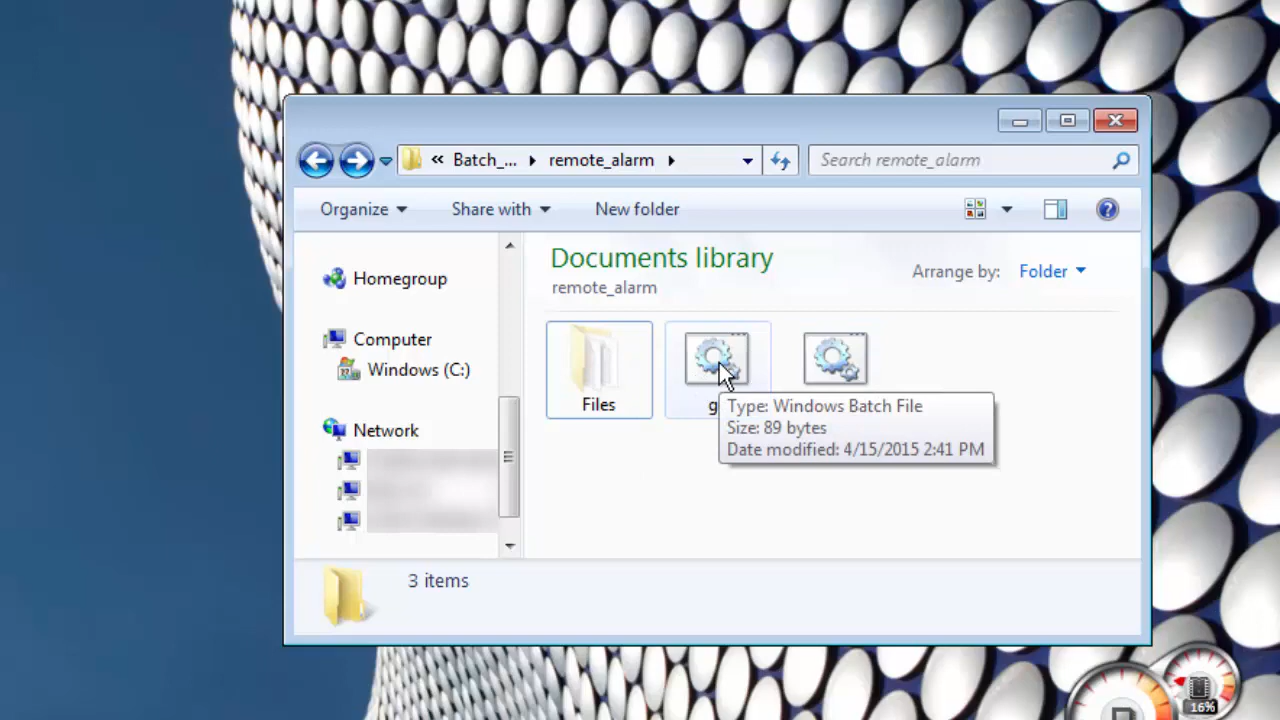 « Batch_... ▸ remote_alarm ▸
Search remote_alarm
Organize
Share with
New folder
Documents library
remote_alarm
Arrange by: Folder
Homegroup
Computer
Windows (C:)
Network
Files
g
Type: Windows Batch File
Size: 89 bytes
Date modified: 4/15/2015 2:41 PM
3 items
16%